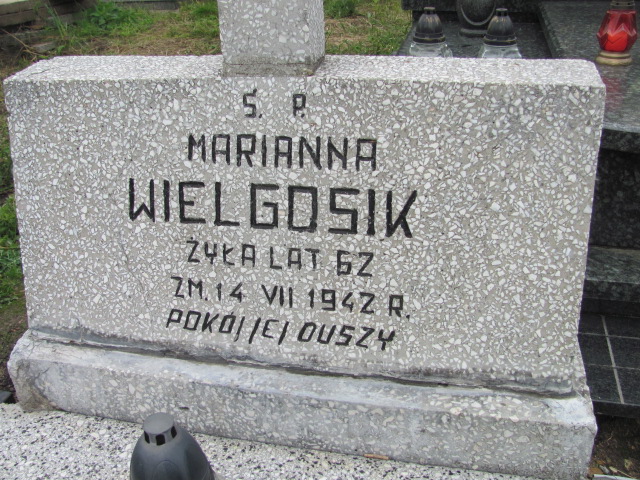 Ś. P.
MARIANNA
WIELGOSIK
ŻYŁA LAT 62
ZM. 14 VII 1942 R.
POKÓJ JEJ DUSZY